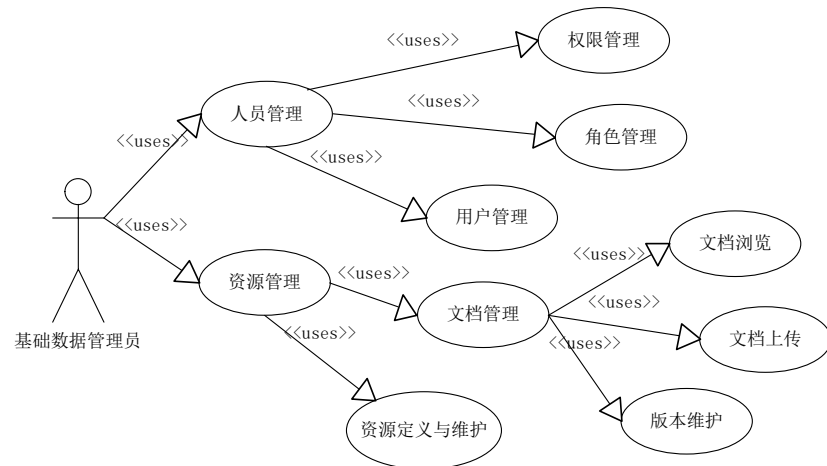 <<uses>>
权限管理
人员管理
<<uses>>
角色管理
<<uses>>
<<uses>>
用户管理
<<uses>>
文档浏览
<<uses>>
资源管理
<<uses>>
文档管理
<<uses>>
文档上传
<<uses>>
<<uses>>
基础数据管理员
资源定义与维护
版本维护